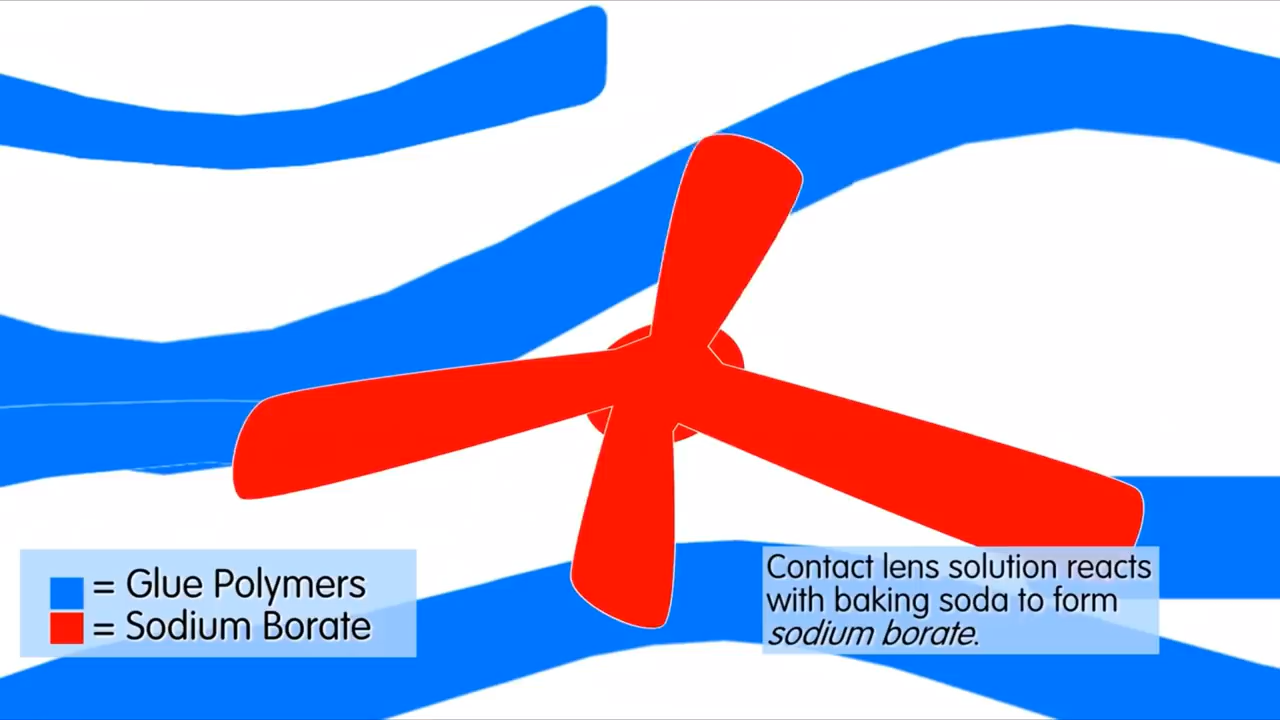 = Glue Polymers
= Sodium Borate
Contact lens solution reacts
with baking soda to form
sodium borate.